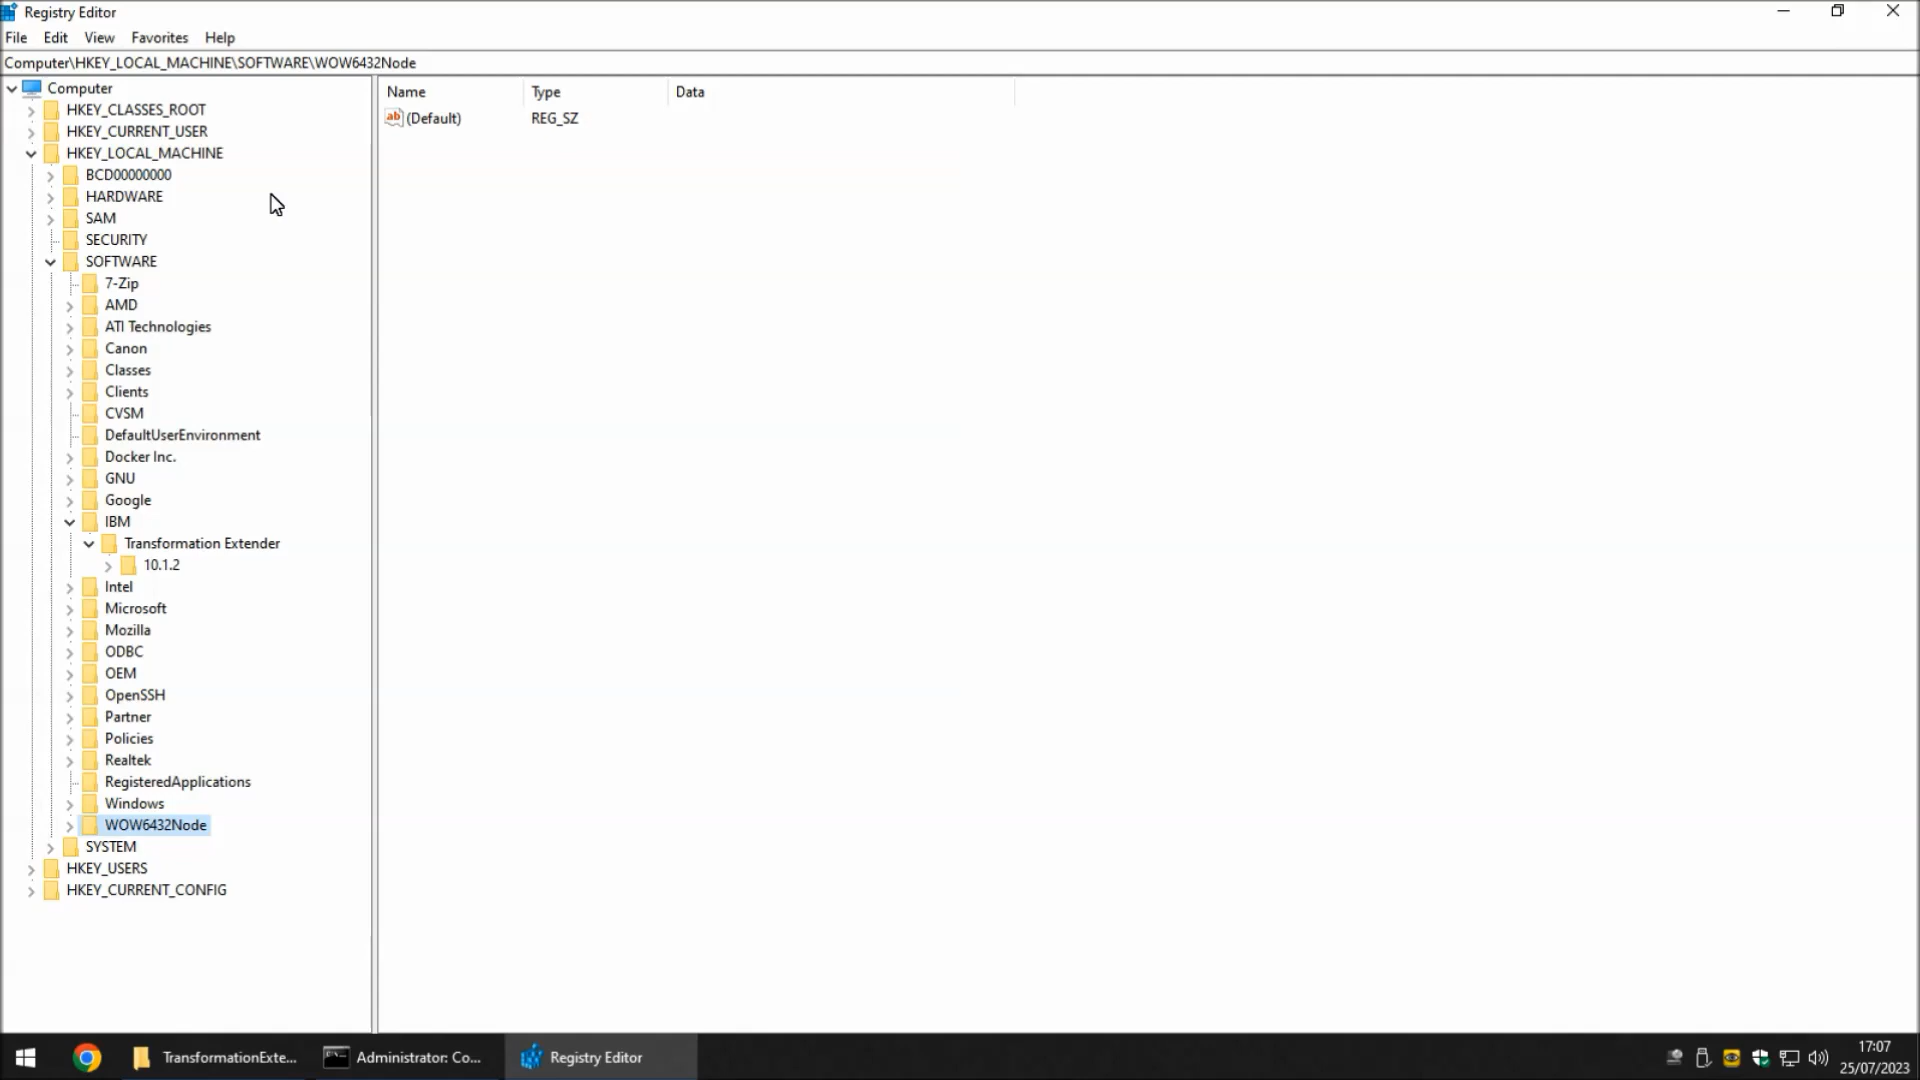 Registry Editor
File Edit View Favorites Help
Computer\HKEY_LOCAL_MACHINE\SOFTWARE\WOW6432Node
Computer
HKEY_CLASSES_ROOT
HKEY_CURRENT_USER
HKEY_LOCAL_MACHINE
BCD00000000
HARDWARE
SAM
SECURITY
SOFTWARE
7-Zip
AMD
ATI Technologies
Canon
Classes
Clients
CVSM
DefaultUserEnvironment
Docker Inc.
GNU
Google
IBM
Transformation Extender
10.1.2
Intel
Microsoft
Mozilla
ODBC
OEM
OpenSSH
Partner
Policies
Realtek
RegisteredApplications
Windows
WOW6432Node
SYSTEM
HKEY_USERS
HKEY_CURRENT_CONFIG
Name Type Data
ab (Default) REG_SZ
TransformationExte... Administrator: Co... Registry Editor
17:07
25/07/2023